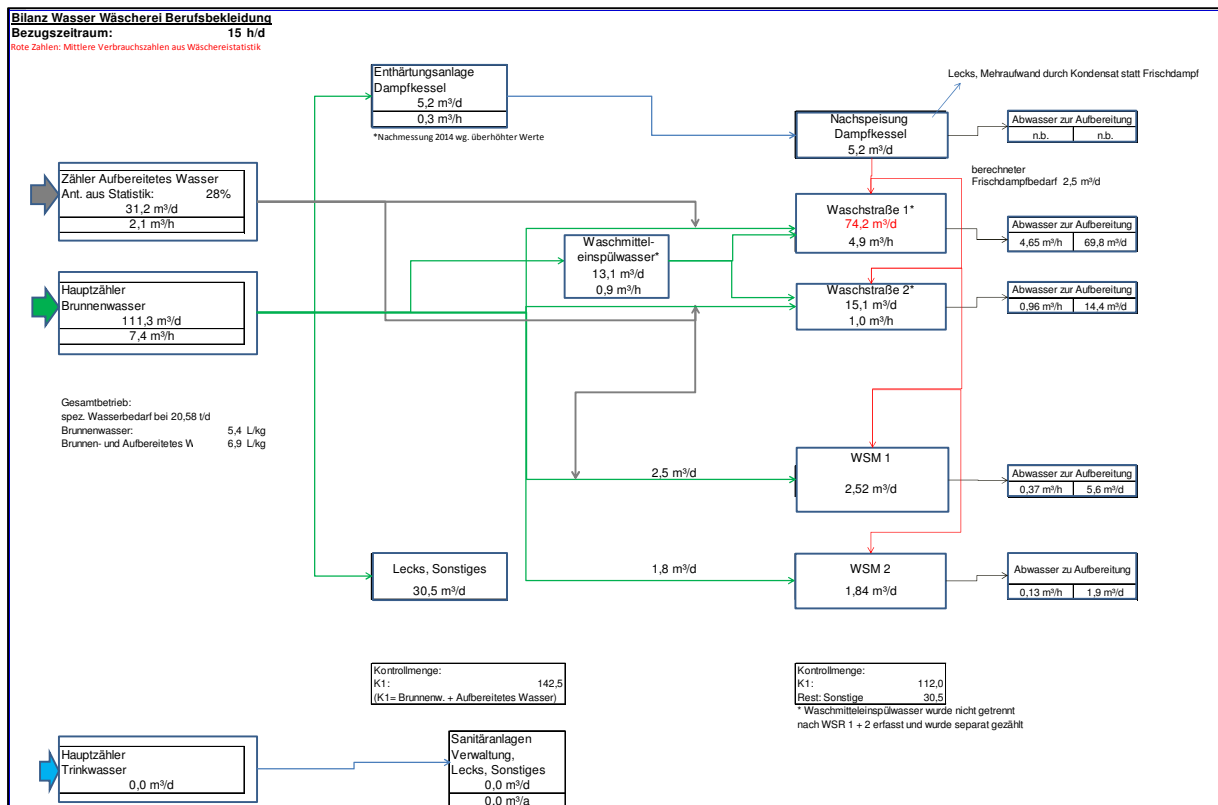 Bilanz Wasser Wäscherei Berufsbekleidung
Bezugszeitraum: 15 h/d
Rote Zahlen: Mittlere Verbrauchszahlen aus Wäschereistatistik
Enthärtungsanlage
Dampfkessel
5,2 m³/d
0,3 m³/h
*Nachmessung 2014 wg. überhöhter Werte
Lecks, Mehraufwand durch Kondensat statt Frischdampf
Nachspeisung
Dampfkessel
5,2 m³/d
Abwasser zur Aufbereitung
n.b. n.b.
berechneter
Frischdampfbedarf 2,5 m³/d
Zähler Aufbereitetes Wasser
Ant. aus Statistik: 28%
31,2 m³/d
2,1 m³/h
Waschstraße 1*
74,2 m³/d
4,9 m³/h
Abwasser zur Aufbereitung
4,65 m³/h 69,8 m³/d
Waschmittel-
einspülwasser*
13,1 m³/d
0,9 m³/h
Hauptzähler
Brunnenwasser
111,3 m³/d
7,4 m³/h
Waschstraße 2*
15,1 m³/d
1,0 m³/h
Abwasser zur Aufbereitung
0,96 m³/h 14,4 m³/d
Gesamtbetrieb:
spez. Wasserbedarf bei 20,58 t/d
Brunnenwasser: 5,4 L/kg
Brunnen- und Aufbereitetes W 6,9 L/kg
2,5 m³/d
WSM 1
2,52 m³/d
Abwasser zur Aufbereitung
0,37 m³/h 5,6 m³/d
Lecks, Sonstiges
30,5 m³/d
1,8 m³/d
WSM 2
1,84 m³/d
Abwasser zu Aufbereitung
0,13 m³/h 1,9 m³/d
Kontrollmenge:
K1: 142,5
(K1= Brunnenw. + Aufbereitetes Wasser)
Kontrollmenge:
K1: 112,0
Rest: Sonstige 30,5
* Waschmitteleinspülwasser wurde nicht getrennt
nach WSR 1 + 2 erfasst und wurde separat gezählt
Hauptzähler
Trinkwasser
0,0 m³/d
Sanitäranlagen
Verwaltung,
Lecks, Sonstiges
0,0 m³/d
0,0 m³/a